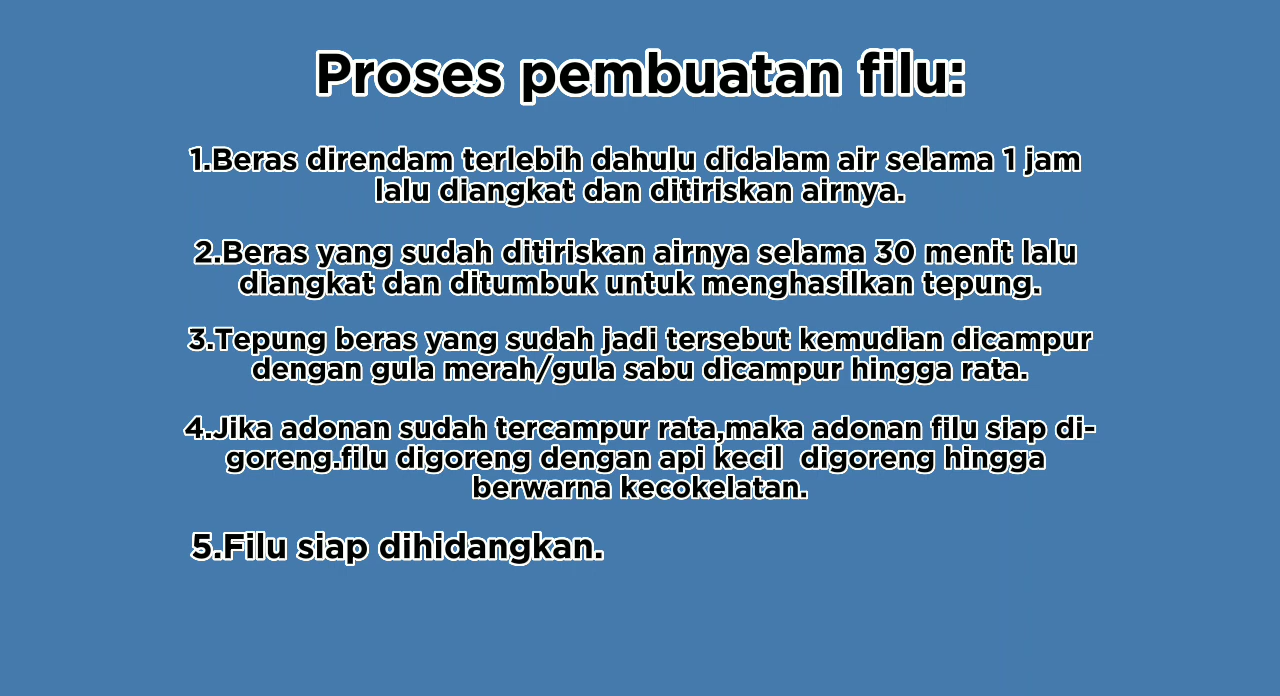 Proses pembuatan filu:
1.Beras direndam terlebih dahulu didalam air selama 1 jam
lalu diangkat dan ditiriskan airnya.
2.Beras yang sudah ditiriskan airnya selama 30 menit lalu
diangkat dan ditumbuk untuk menghasilkan tepung.
3.Tepung beras yang sudah jadi tersebut kemudian dicampur
dengan gula merah/gula sabu dicampur hingga rata.
4.Jika adonan sudah tercampur rata,maka adonan filu siap di-
goreng.filu digoreng dengan api kecil  digoreng hingga
berwarna kecokelatan.
5.Filu siap dihidangkan.